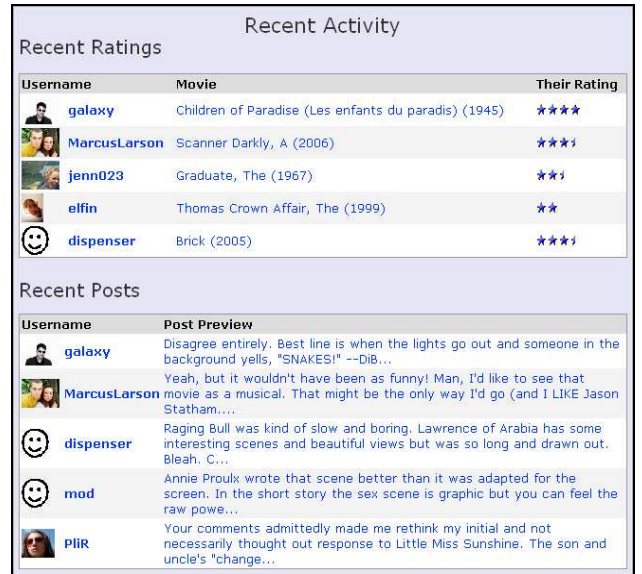 Recent Activity
Recent Ratings
Username Movie Their Rating
galaxy Children of Paradise (Les enfants du paradis) (1945)
MarcusLarson Scanner Darkly, A (2006)
jenn023 Graduate, The (1967)
elfin Thomas Crown Affair, The (1999)
dispenser Brick (2005)
Recent Posts
Username Post Preview
galaxy Disagree entirely. Best line is when the lights go out and someone in the
background yells, "SNAKES!" --DiB...
Yeah, but it wouldn't have been as funny! Man, I'd like to see that
MarcusLarson movie as a musical. That might be the only way I'd go (and I LIKE Jason
Statham....
Raging Bull was kind of slow and boring. Lawrence of Arabia has some
dispenser interesting scenes and beautiful views but was so long and drawn out.
Bleah. C...
Annie Proulx wrote that scene better than it was adapted for the
mod screen. In the short story the sex scene is graphic but you can feel the
raw powe...
Your comments admittedly made me rethink my initial and not
PliR necessarily thought out response to Little Miss Sunshine. The son and
uncle's "change...